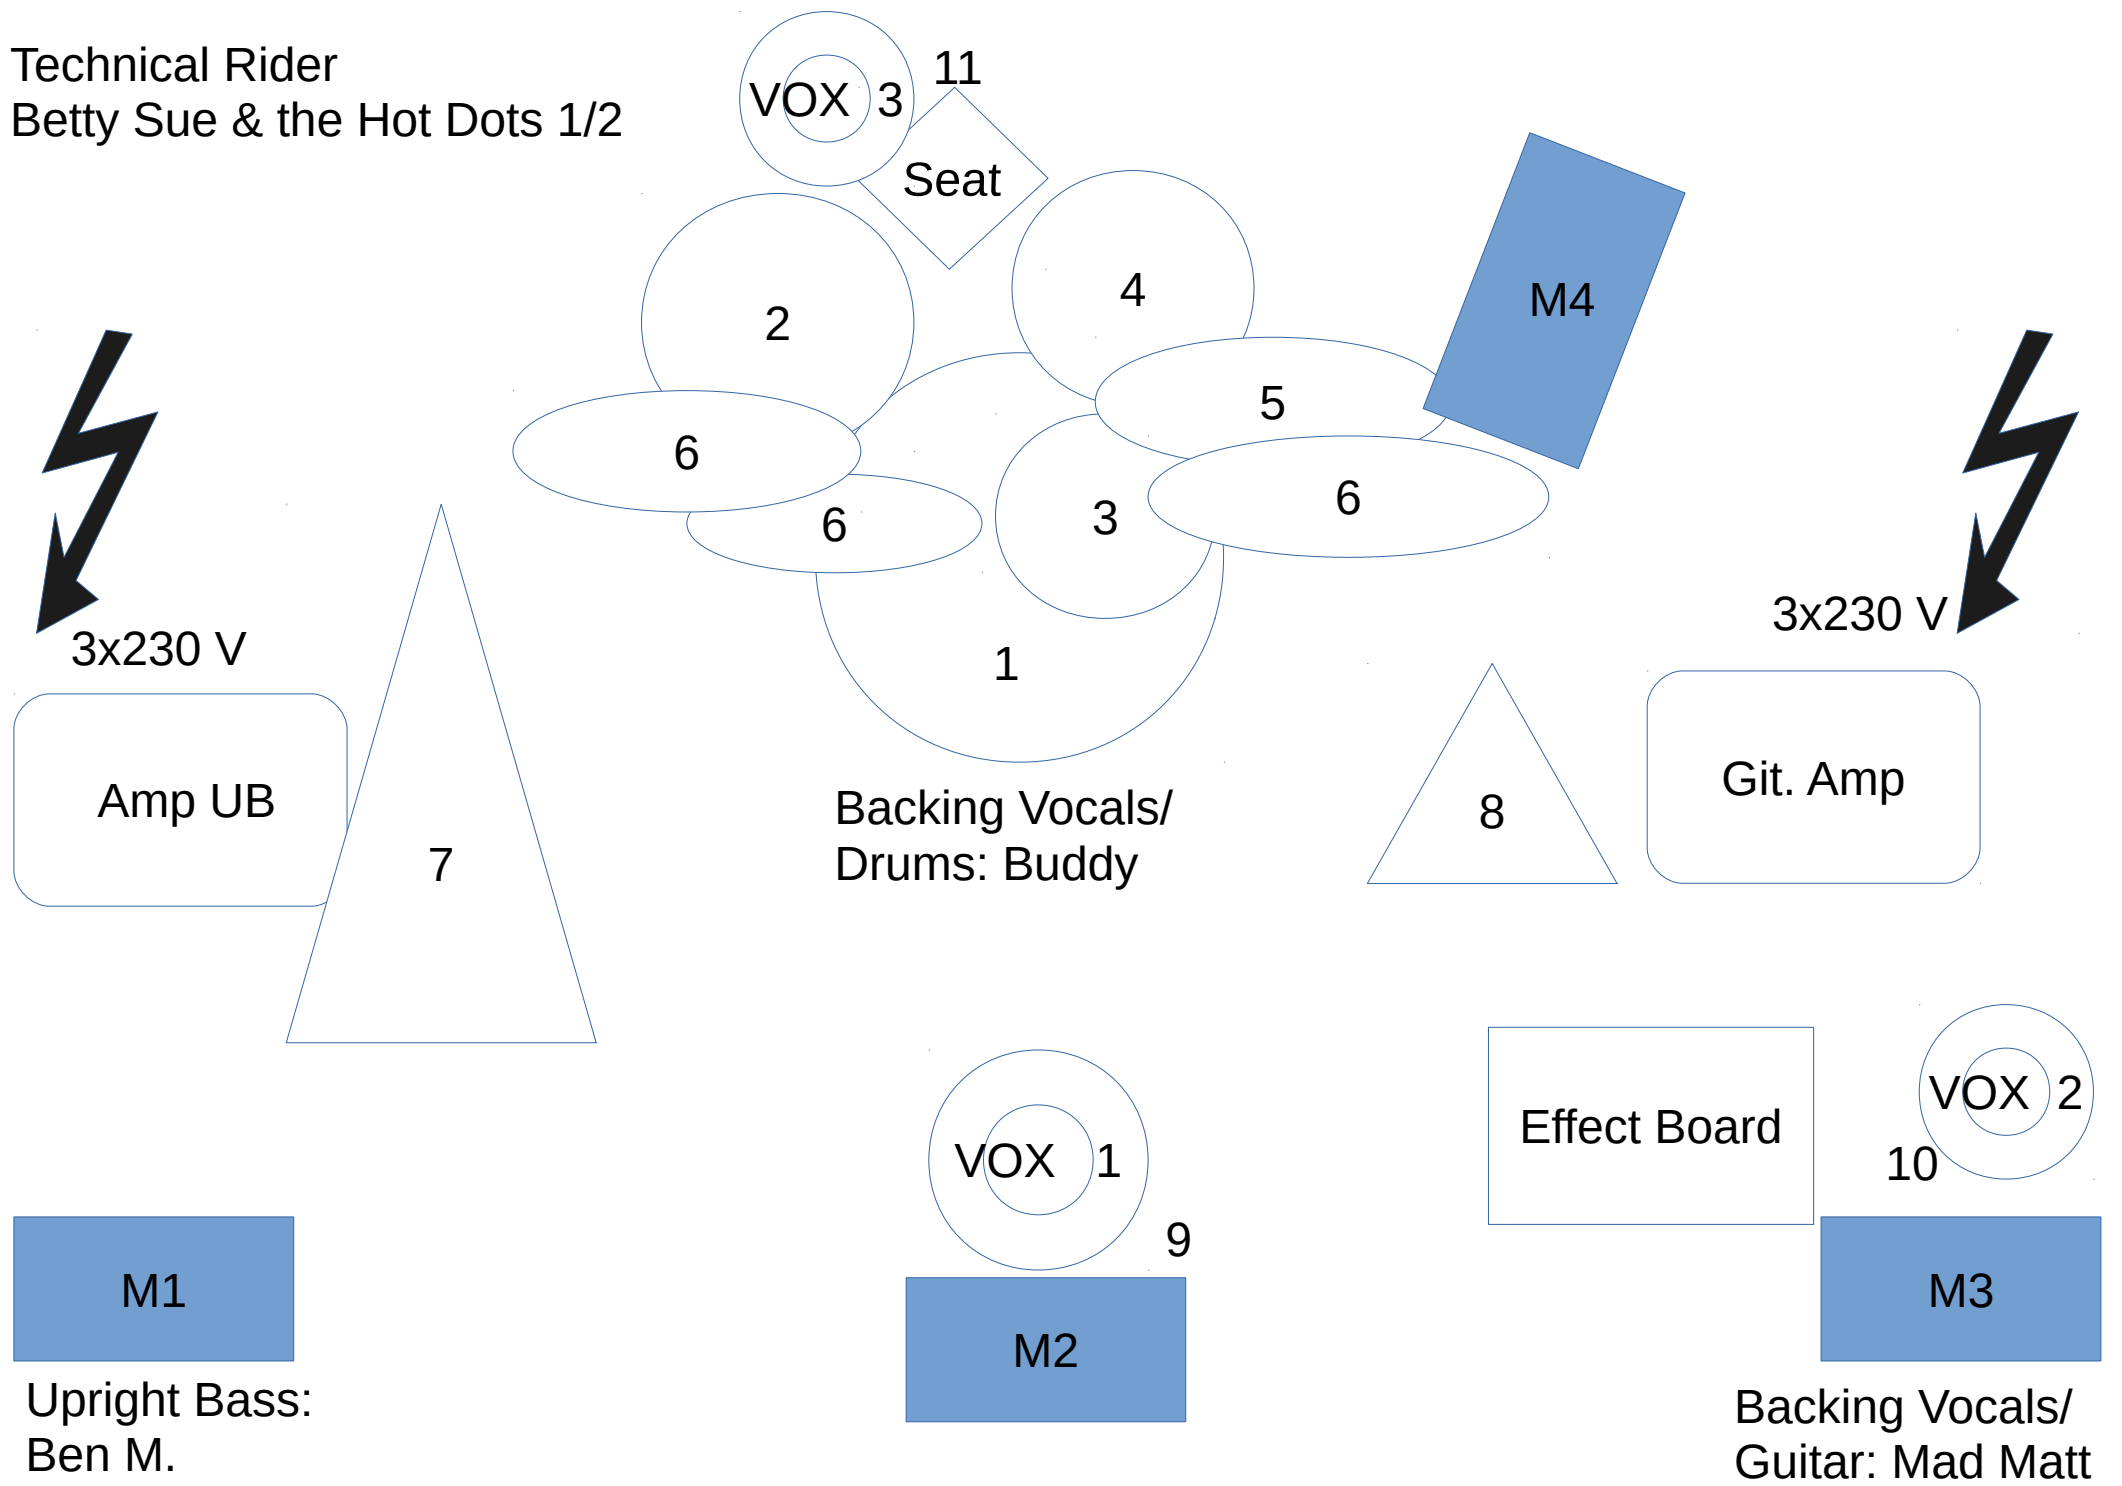 Technical Rider
Betty Sue & the Hot Dots 1/2
VOX 3
11
Seat
2
4
M4
5
6
6
3
6
1
3x230 V
3x230 V
Amp UB
7
Backing Vocals/
Drums: Buddy
8
Git. Amp
VOX 1
9
Effect Board
VOX 2
10
M1
M2
M3
Upright Bass:
Ben M.
Backing Vocals/
Guitar: Mad Matt